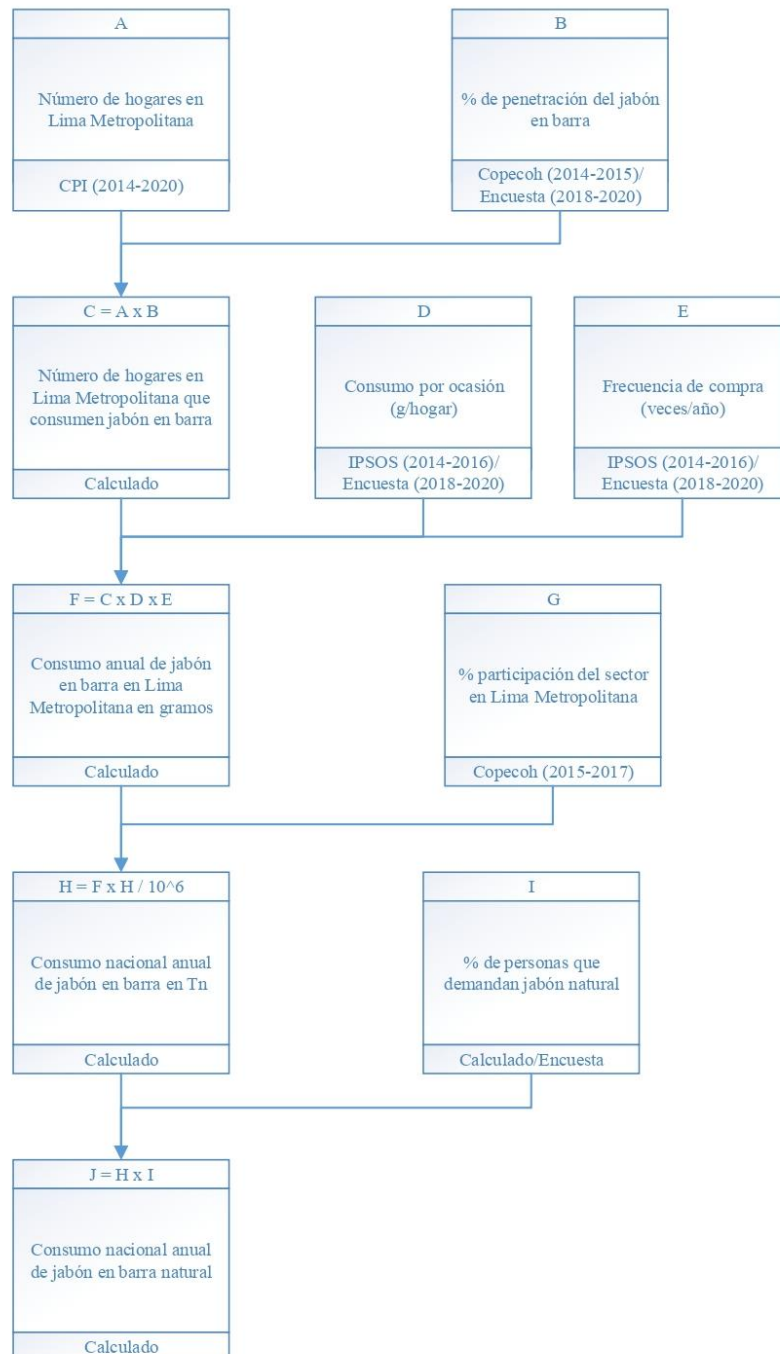 A
Número de hogares en
Lima Metropolitana
CPI (2014-2020)
B
% de penetración del jabón
en barra
Copecoh (2014-2015)/
Encuesta (2018-2020)
C = A x B
Número de hogares en
Lima Metropolitana que
consumen jabón en barra
Calculado
D
Consumo por ocasión
(g/hogar)
IPSOS (2014-2016)/
Encuesta (2018-2020)
E
Frecuencia de compra
(veces/año)
IPSOS (2014-2016)/
Encuesta (2018-2020)
F = C x D x E
Consumo anual de jabón
en barra en Lima
Metropolitana en gramos
Calculado
G
% participación del sector
en Lima Metropolitana
Copecoh (2015-2017)
H = F x H / 10^6
Consumo nacional anual
de jabón en barra en Tn
Calculado
I
% de personas que
demandan jabón natural
Calculado/Encuesta
J = H x I
Consumo nacional anual
de jabón en barra natural
Calculado